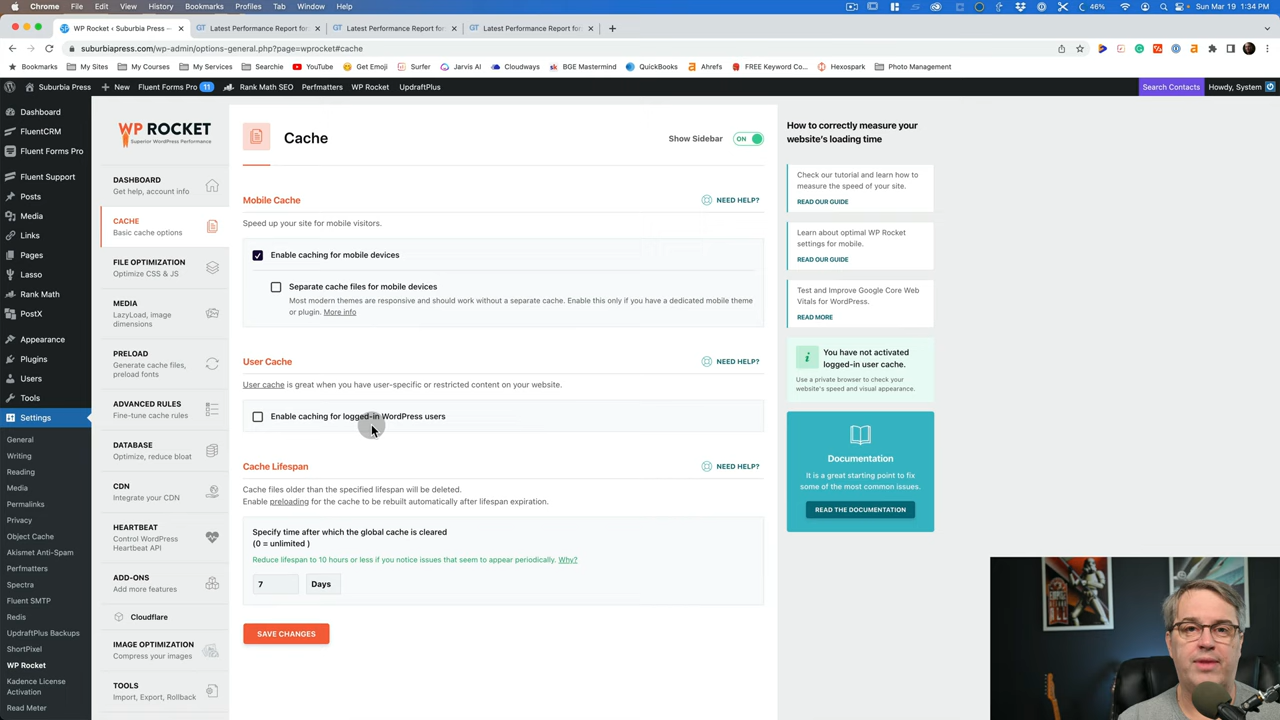 Chrome File Edit View History Bookmarks Profiles Tab Window Help
46% Sun Mar 19 1:34 PM
WP Rocket ‹ Suburbia Press —
Latest Performance Report for
Latest Performance Report for
Latest Performance Report for
suburbiapress.com/wp-admin/options-general.php?page=wprocket#cache
Bookmarks My Sites My Courses My Services Searchie YouTube Get Emoji Surfer Jarvis AI Cloudways BGE Mastermind QuickBooks Ahrefs FREE Keyword Co... Hexospark Photo Management
Suburbia Press New Fluent Forms Pro 11 Rank Math SEO Perfmatters WP Rocket UpdraftPlus Search Contacts Howdy, System
Dashboard
FluentCRM
Fluent Forms Pro
Fluent Support
Posts
Media
Links
Pages
Lasso
Rank Math
PostX
Appearance
Plugins
Users
Tools
Settings
General
Writing
Reading
Media
Permalinks
Privacy
Object Cache
Akismet Anti-Spam
Perfmatters
Spectra
Fluent SMTP
Redis
UpdraftPlus Backups
ShortPixel
WP Rocket
Kadence License
Activation
Read Meter
WP ROCKET
Superior WordPress Performance
DASHBOARD
Get help, account info
CACHE
Basic cache options
FILE OPTIMIZATION
Optimize CSS & JS
MEDIA
LazyLoad, image
dimensions
PRELOAD
Generate cache files,
preload fonts
ADVANCED RULES
Fine-tune cache rules
DATABASE
Optimize, reduce bloat
CDN
Integrate your CDN
HEARTBEAT
Control WordPress
Heartbeat API
ADD-ONS
Add more features
Cloudflare
IMAGE OPTIMIZATION
Compress your images
TOOLS
Import, Export, Rollback
Cache
Show Sidebar ON
Mobile Cache
NEED HELP?
Speed up your site for mobile visitors.
Enable caching for mobile devices
Separate cache files for mobile devices
Most modern themes are responsive and should work without a separate cache. Enable this only if you have a dedicated mobile theme
or plugin. More info
User Cache
NEED HELP?
User cache is great when you have user-specific or restricted content on your website.
Enable caching for logged-in WordPress users
Cache Lifespan
NEED HELP?
Cache files older than the specified lifespan will be deleted.
Enable preloading for the cache to be rebuilt automatically after lifespan expiration.
Specify time after which the global cache is cleared
(0 = unlimited )
Reduce lifespan to 10 hours or less if you notice issues that seem to appear periodically. Why?
7 Days
SAVE CHANGES
How to correctly measure your
website's loading time
Check our tutorial and learn how to
measure the speed of your site.
READ OUR GUIDE
Learn about optimal WP Rocket
settings for mobile.
READ OUR GUIDE
Test and Improve Google Core Web
Vitals for WordPress.
READ MORE
You have not activated
logged-in user cache.
Use a private browser to check your
website's speed and visual appearance.
Documentation
It is a great starting point to fix
some of the most common issues.
READ THE DOCUMENTATION